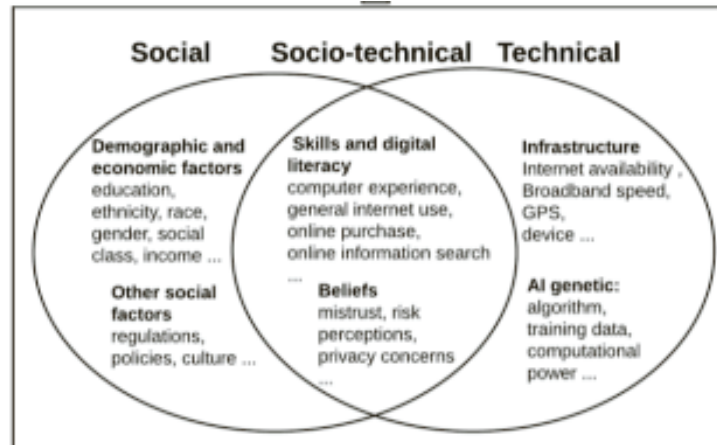 Social
Socio-technical
Technical
Demographic and
economic factors
education,
ethnicity, race,
gender, social
class, income ...
Other social
factors
regulations,
policies, culture ...
Skills and digital
literacy
computer experience,
general internet use,
online purchase,
online information search
...
Beliefs
mistrust, risk
perceptions,
privacy concerns
...
Infrastructure
Internet availability ,
Broadband speed,
GPS,
device ...
AI genetic:
algorithm,
training data,
computational
power ...